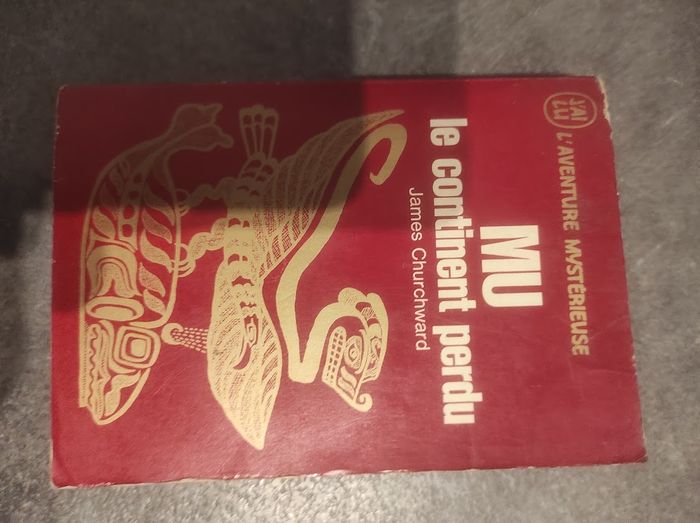 J'AI
LU
L'AVENTURE MYSTÉRIEUSE
MU
le continent perdu
James Churchward